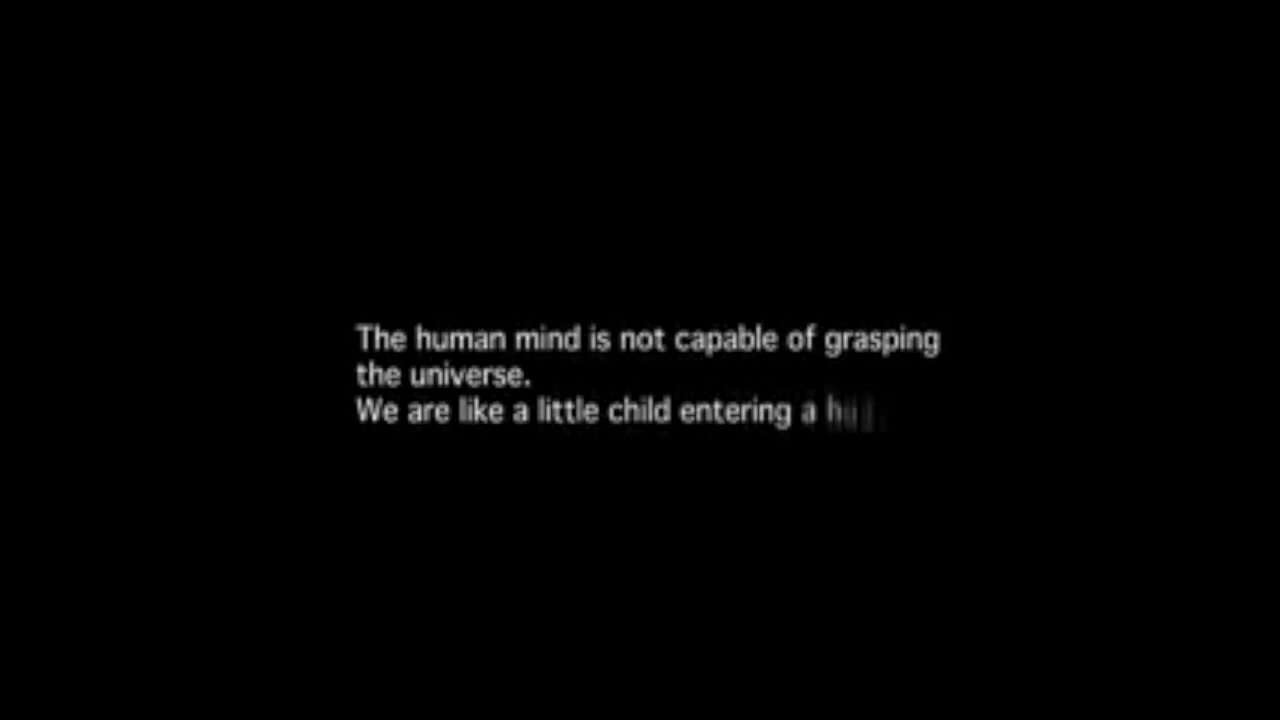 The human mind is not capable of grasping
the universe.
We are like a little child entering a